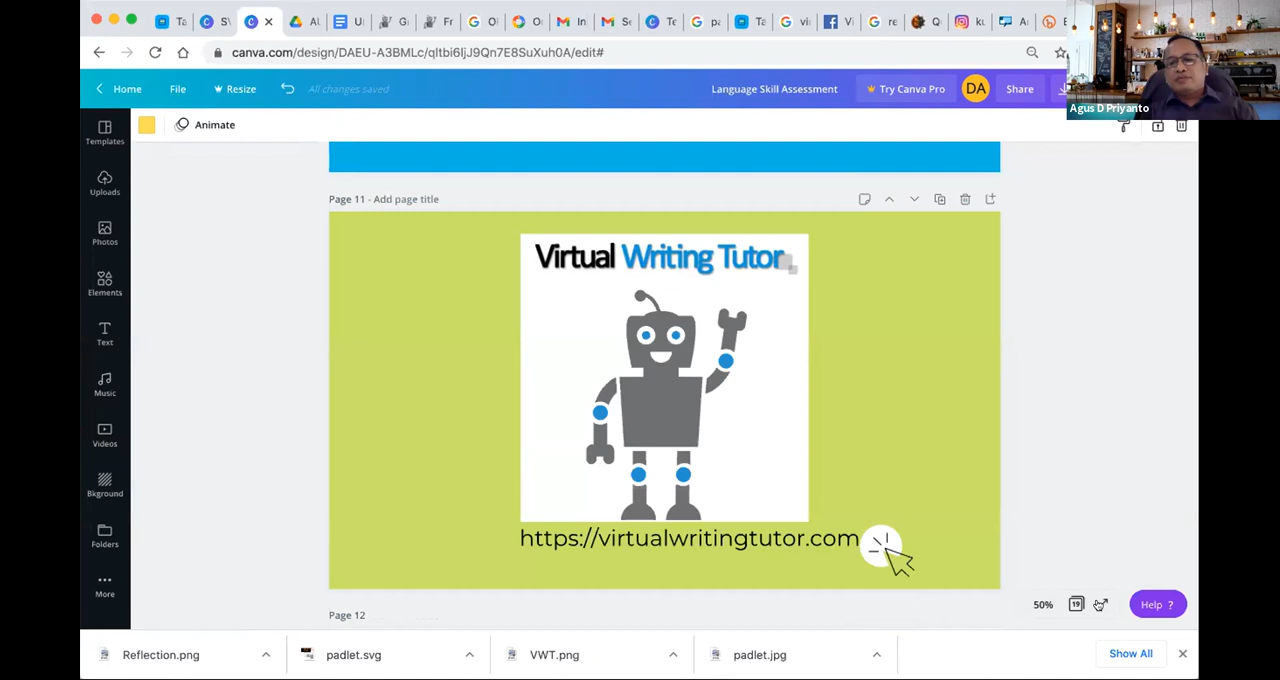 canva.com/design/DAEU-A3BMLc/qltbi6IjJ9Qn7E8SuXuh0A/edit#
Home File Resize All changes saved Language Skill Assessment Try Canva Pro DA Share
Agus D Priyanto
Animate
Templates
Uploads
Photos
Elements
Text
Music
Videos
Bkground
Folders
More
Page 11 - Add page title
Virtual Writing Tutor
https://virtualwritingtutor.com
Page 12
50% 19 Help ?
Reflection.png padlet.svg VWT.png padlet.jpg Show All